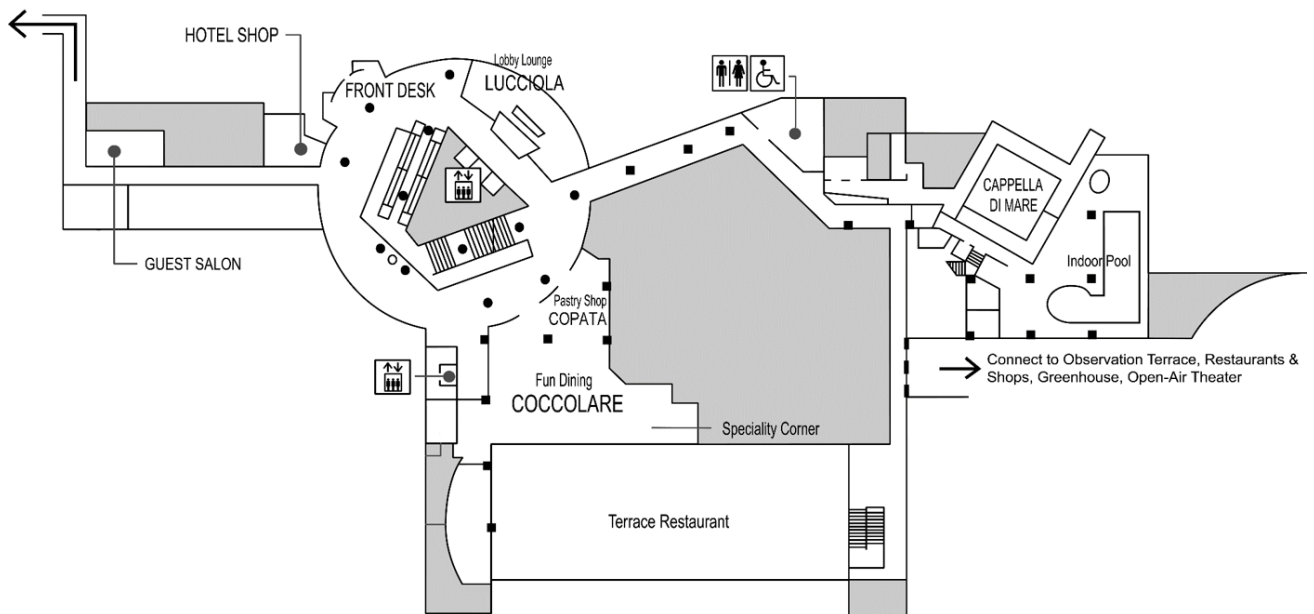 HOTEL SHOP
FRONT DESK
Lobby Lounge
LUCCIOLA
GUEST SALON
Pastry Shop
COPATA
Fun Dining
COCCOLARE
Speciality Corner
Terrace Restaurant
CAPPELLA
DI MARE
Indoor Pool
Connect to Observation Terrace, Restaurants &
Shops, Greenhouse, Open-Air Theater